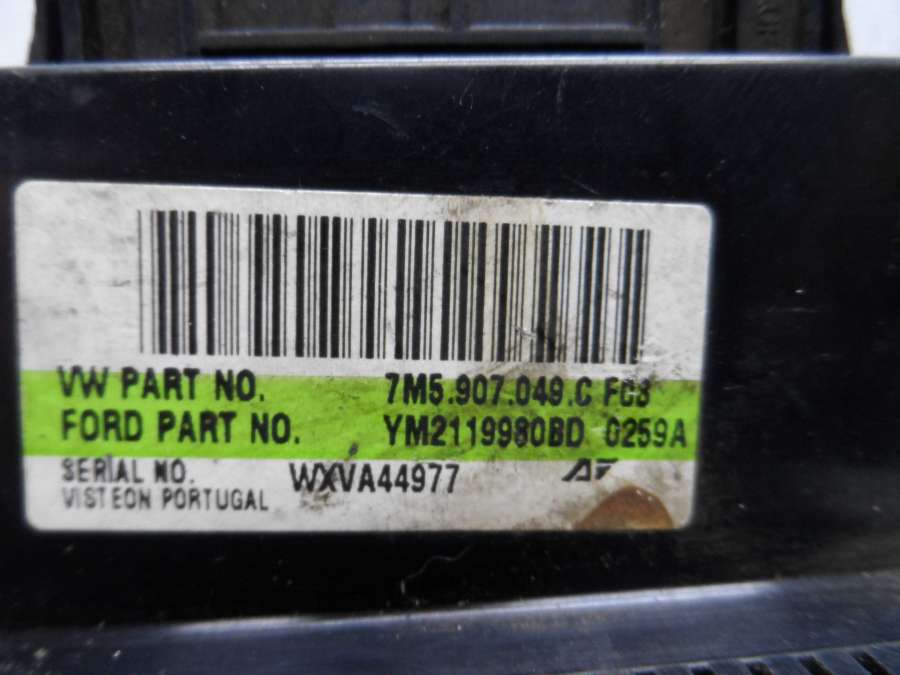 VW PART NO. 7M5.907.049.C FC3
FORD PART NO. YM2119980BD 0259A
SERIAL NO. WXVA44977
VISTEON PORTUGAL